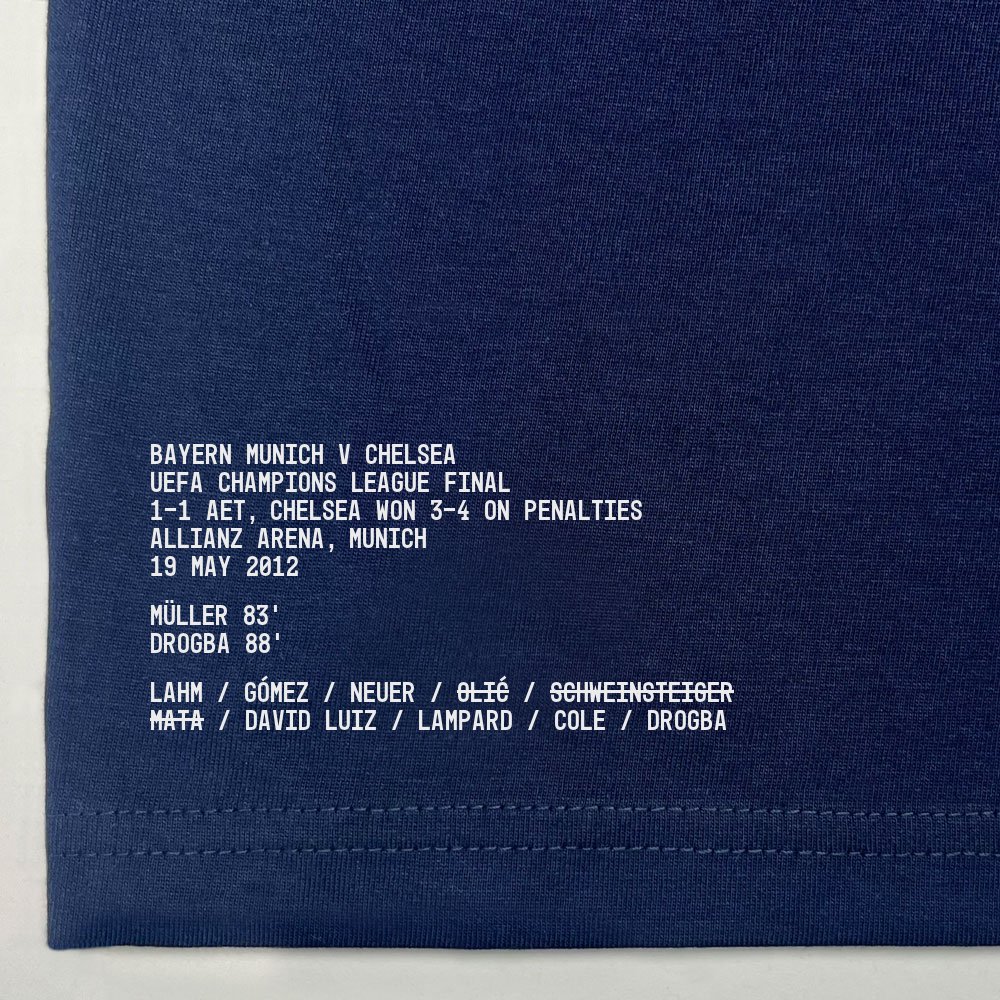 BAYERN MUNICH V CHELSEA
UEFA CHAMPIONS LEAGUE FINAL
1-1 AET, CHELSEA WON 3-4 ON PENALTIES
ALLIANZ ARENA, MUNICH
19 MAY 2012
MÜLLER 83'
DROGBA 88'
LAHM / GÓMEZ / NEUER / OLIĆ / SCHWEINSTEIGER
MATA / DAVID LUIZ / LAMPARD / COLE / DROGBA